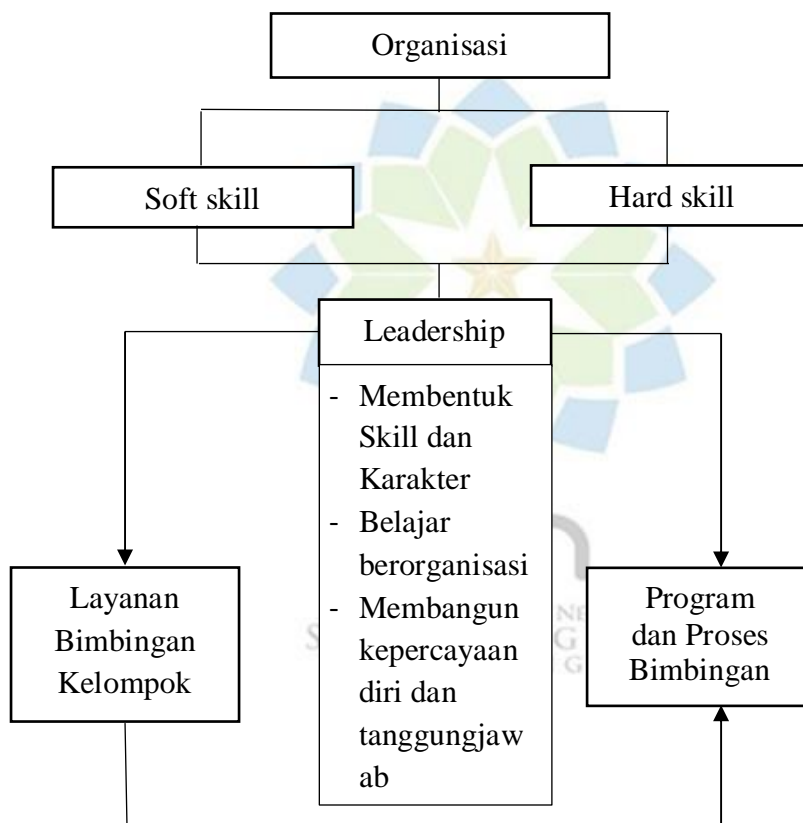 Organisasi
Soft skill
Hard skill
Leadership
- Membentuk
Skill dan
Karakter
- Belajar
berorganisasi
- Membangun
kepercayaan
diri dan
tanggungjaw
ab
Layanan
Bimbingan
Kelompok
Program
dan Proses
Bimbingan